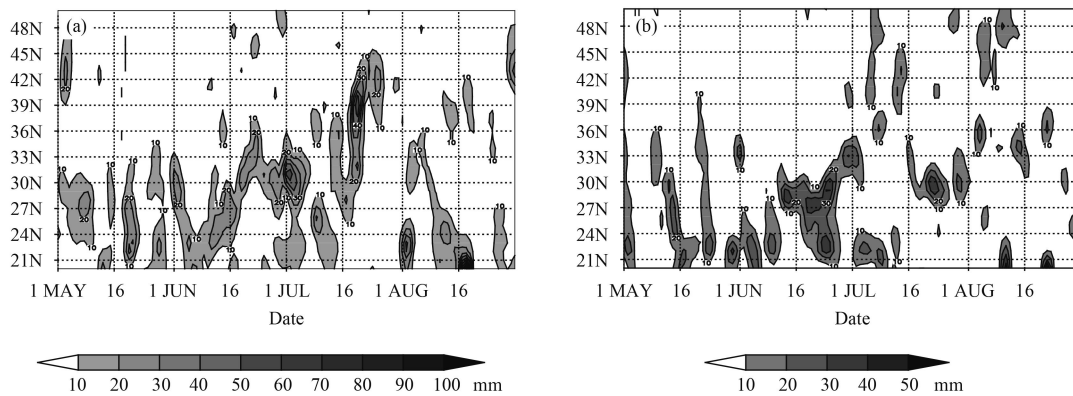 (a)
48N
45N
42N
39N
36N
33N
30N
27N
24N
21N
1 MAY 16 1 JUN 16 1 JUL 16 1 AUG 16
Date
10 20 30 40 50 60 70 80 90 100 mm
(b)
48N
45N
42N
39N
36N
33N
30N
27N
24N
21N
1 MAY 16 1 JUN 16 1 JUL 16 1 AUG 16
Date
10 20 30 40 50 mm